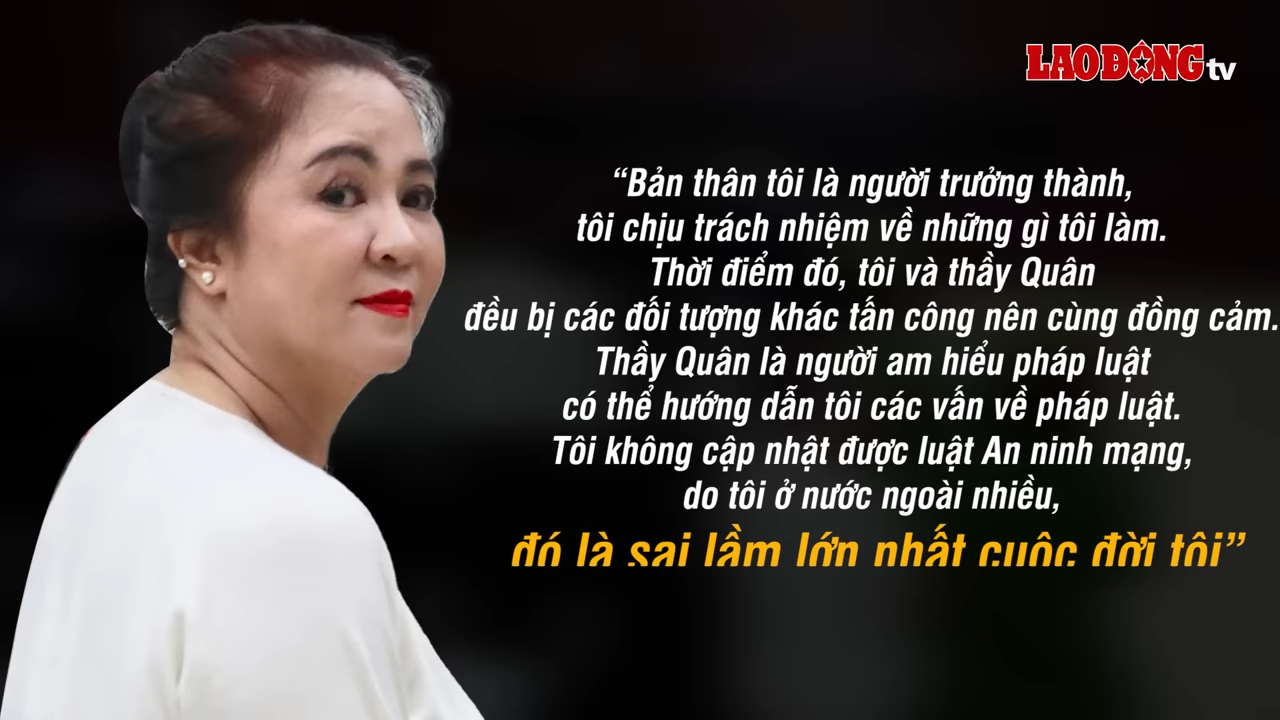 LAO ĐỘNG tv
“Bản thân tôi là người trưởng thành,
tôi chịu trách nhiệm về những gì tôi làm.
Thời điểm đó, tôi và thầy Quân
đều bị các đối tượng khác tấn công nên cùng đồng cảm.
Thầy Quân là người am hiểu pháp luật
có thể hướng dẫn tôi các vấn về pháp luật.
Tôi không cập nhật được luật An ninh mạng,
do tôi ở nước ngoài nhiều,
đó là sai lầm lớn nhất cuộc đời tôi”